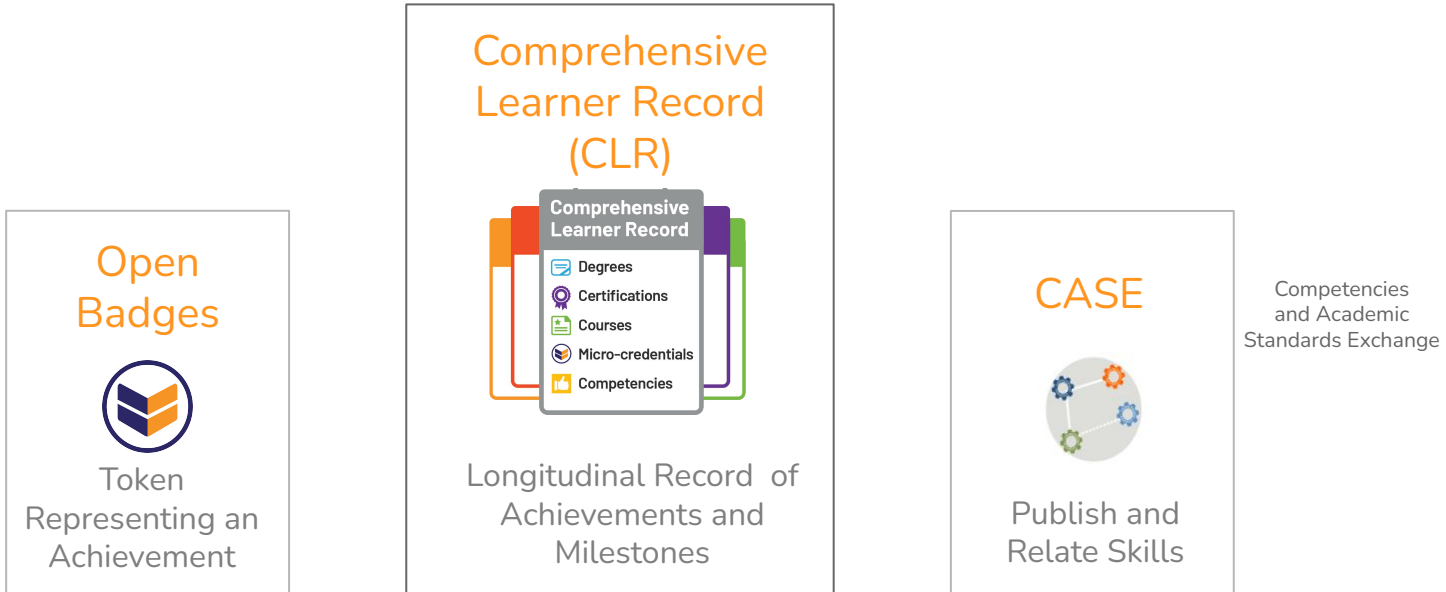 Open
Badges
Token
Representing an
Achievement
Comprehensive
Learner Record
(CLR)
Comprehensive
Learner Record
Degrees
Certifications
Courses
Micro-credentials
Competencies
Longitudinal Record of
Achievements and
Milestones
CASE
Publish and
Relate Skills
Competencies
and Academic
Standards Exchange